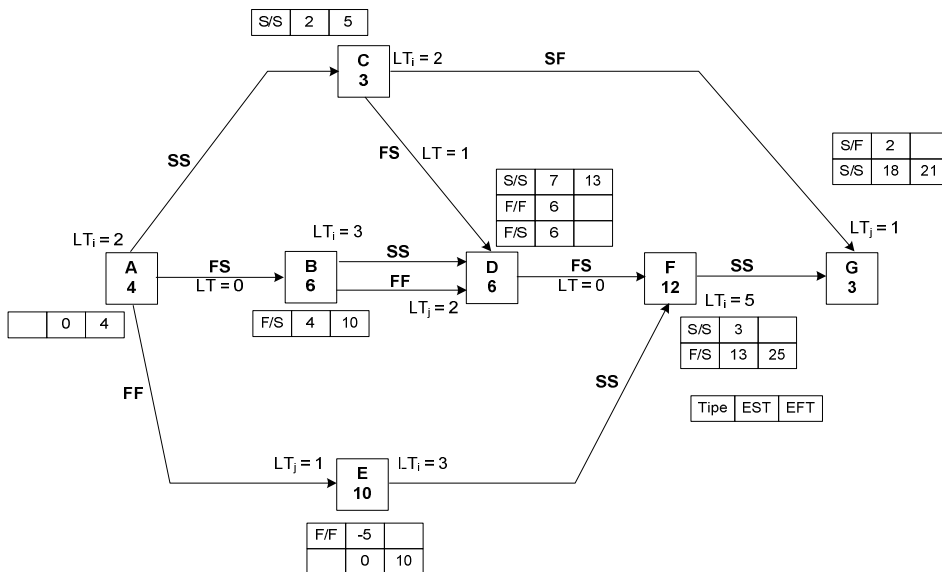 S/S 2 5
C
3
LTi = 2
SF
SS
FS
LT = 1
S/F 2
S/S 18 21
S/S 7 13
F/F 6
F/S 6
LTj = 1
LTi = 2
LTi = 3
A
4
FS
LT = 0
B
6
SS
FF
LTj = 2
D
6
FS
LT = 0
F
12
SS
LTi = 5
G
3
0 4
F/S 4 10
S/S 3
F/S 13 25
FF
SS
Tipe EST EFT
LTj = 1
E
10
LTi = 3
F/F -5
0 10